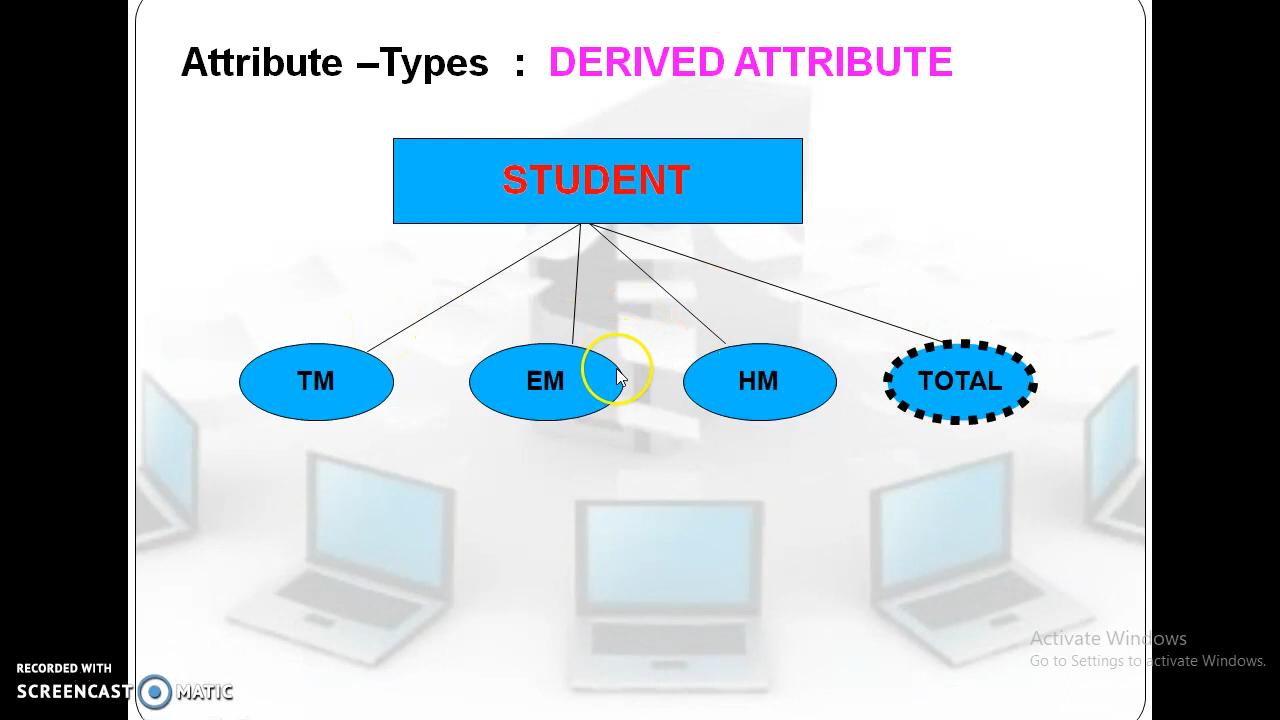 Attribute –Types : DERIVED ATTRIBUTE
STUDENT
TM EM HM TOTAL
Activate Windows
Go to Settings to activate Windows.
RECORDED WITH
SCREENCAST MATIC